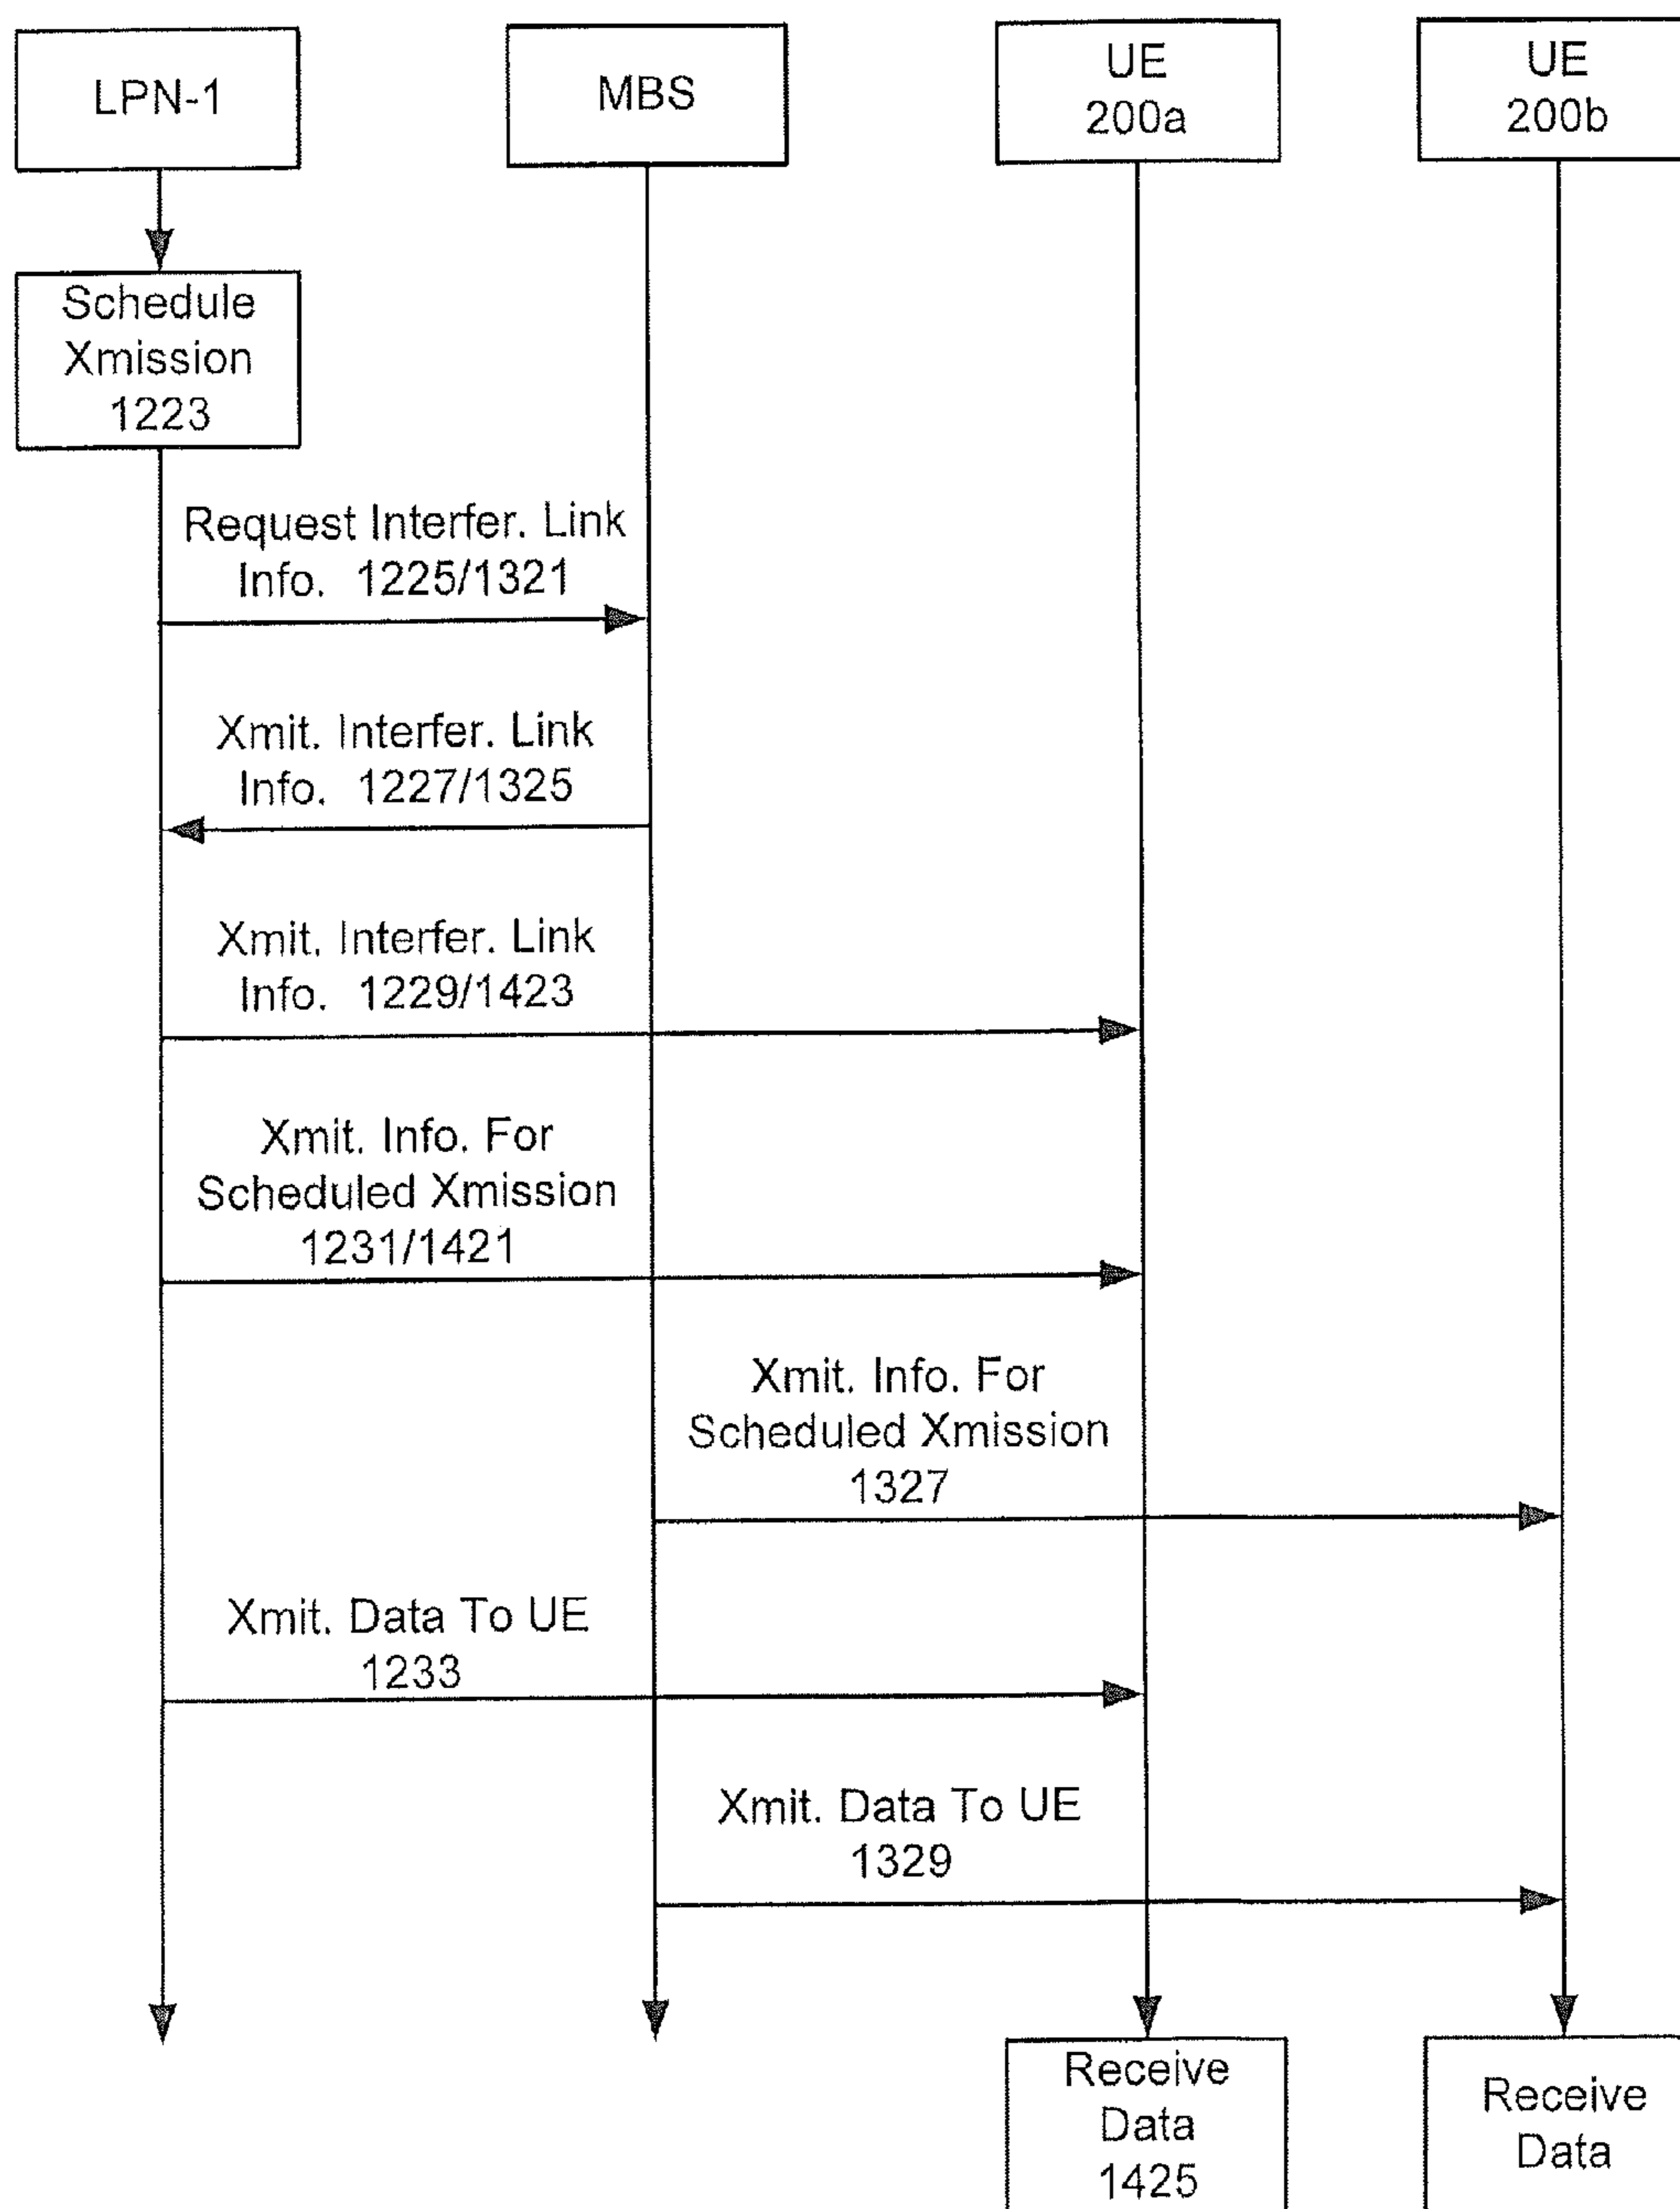 LPN-1
MBS
UE
200a
UE
200b
Schedule
Xmission
1223
Request Interfer. Link
Info. 1225/1321
Xmit. Interfer. Link
Info. 1227/1325
Xmit. Interfer. Link
Info. 1229/1423
Xmit. Info. For
Scheduled Xmission
1231/1421
Xmit. Info. For
Scheduled Xmission
1327
Xmit. Data To UE
1233
Xmit. Data To UE
1329
Receive
Data
1425
Receive
Data